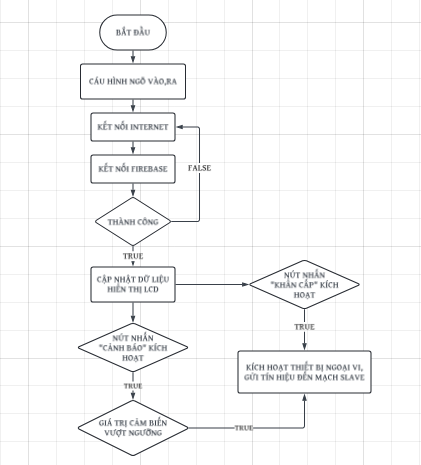 BẮT ĐẦU
CẤU HÌNH NGÕ VÀO,RA
KẾT NỐI INTERNET
KẾT NỐI FIREBASE
FALSE
THÀNH CÔNG
TRUE
CẬP NHẬT DỮ LIỆU
HIỂN THỊ LCD
NÚT NHẤN
"KHẨN CẤP" KÍCH
HOẠT
TRUE
NÚT NHẤN
"CẢNH BÁO" KÍCH
HOẠT
KÍCH HOẠT THIẾT BỊ NGOẠI VI,
GỬI TÍN HIỆU ĐẾN MẠCH SLAVE
TRUE
GIÁ TRỊ CẢM BIẾN
VƯỢT NGƯỠNG
TRUE